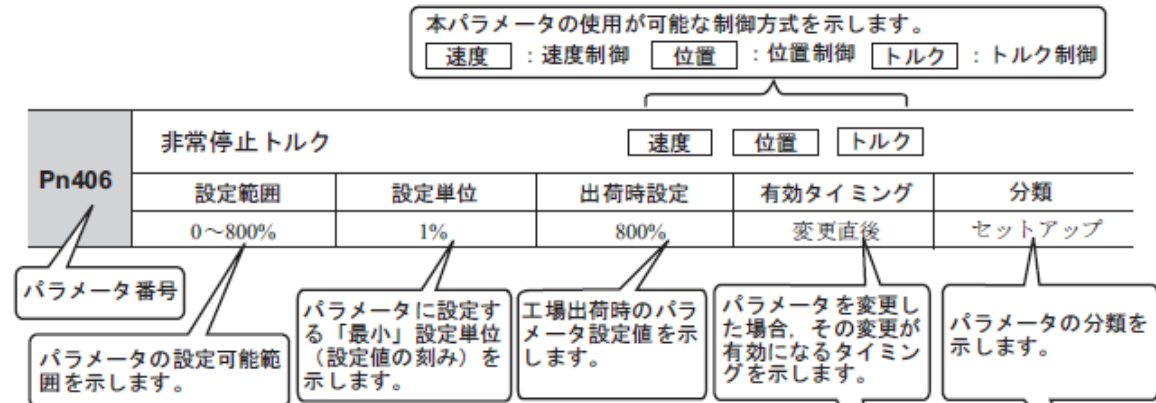 本パラメータの使用が可能な制御方式を示します。
速度 :速度制御 位置 :位置制御 トルク :トルク制御
Pn406
非常停止トルク 速度 位置 トルク
設定範囲 設定単位 出荷時設定 有効タイミング 分類
0～800% 1% 800% 変更直後 セットアップ
パラメータ番号
パラメータの設定可能範
囲を示します。
パラメータに設定す
る「最小」設定単位
(設定値の刻み)を
示します。
工場出荷時のパラ
メータ設定値を示
します。
パラメータを変更し
た場合，その変更が
有効になるタイミン
グを示します。
パラメータの分類を
示します。